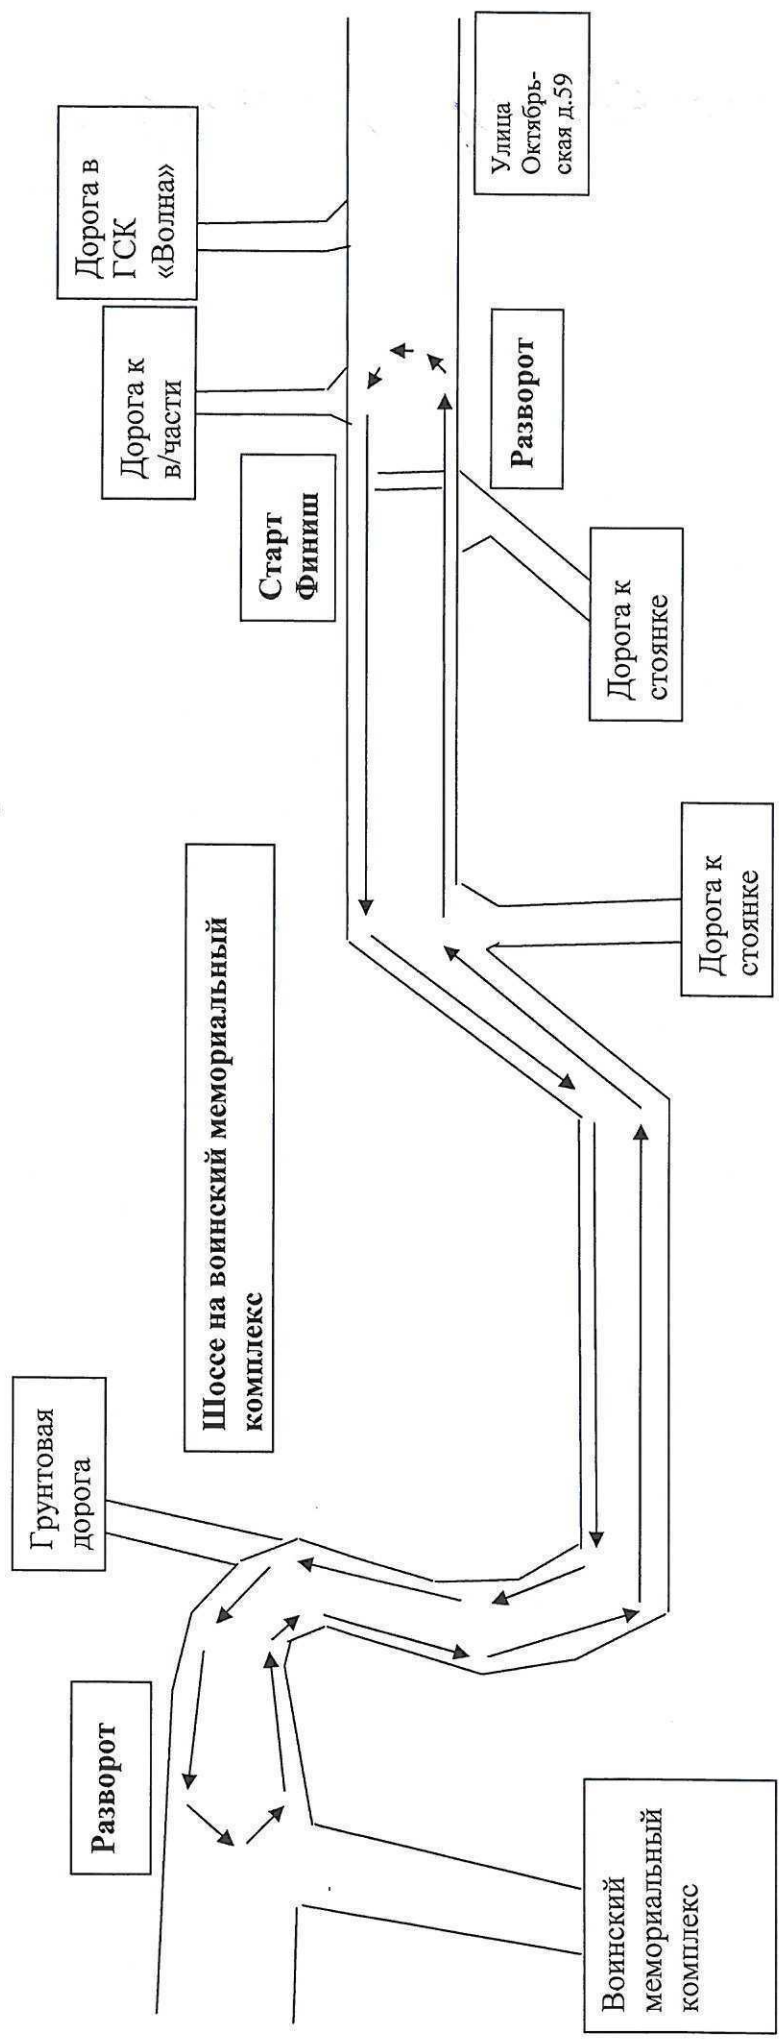 Грунтовая
дорога
Дорога к
в/части
Дорога в
ГСК
«Волна»
Разворот
Шоссе на воинский мемориальный
комплекс
Старт
Финиш
Разворот
Улица
Октябрь-
ская д.59
Воинский
мемориальный
комплекс
Дорога к
стоянке
Дорога к
стоянке